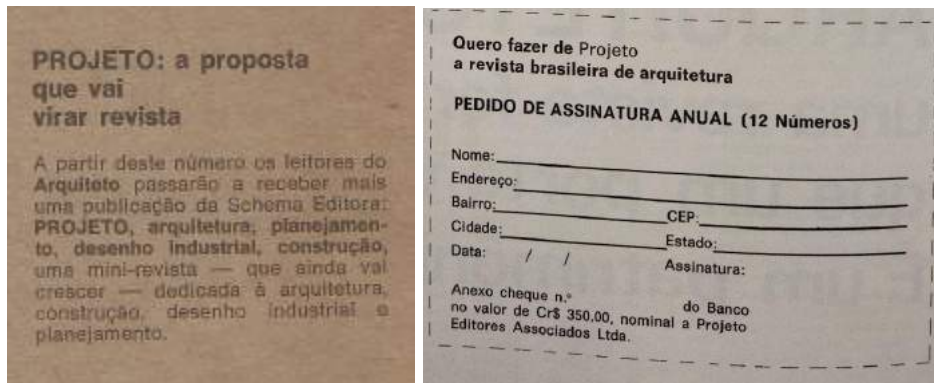 PROJETO: a proposta
que vai
virar revista
A partir deste número os leitores do
Arquiteto passarão a receber mais
uma publicação da Schema Editora:
PROJETO, arquitetura, planejamen-
to, desenho industrial, construção,
uma mini-revista — que ainda vai
crescer — dedicada à arquitetura,
construção, desenho industrial e
planejamento.
Quero fazer de Projeto
a revista brasileira de arquitetura
PEDIDO DE ASSINATURA ANUAL (12 Números)
Nome:
Endereço:
Bairro: CEP:
Cidade: Estado:
Data: / / Assinatura:
Anexo cheque n.º do Banco
no valor de Cr$ 350,00, nominal a Projeto
Editores Associados Ltda.